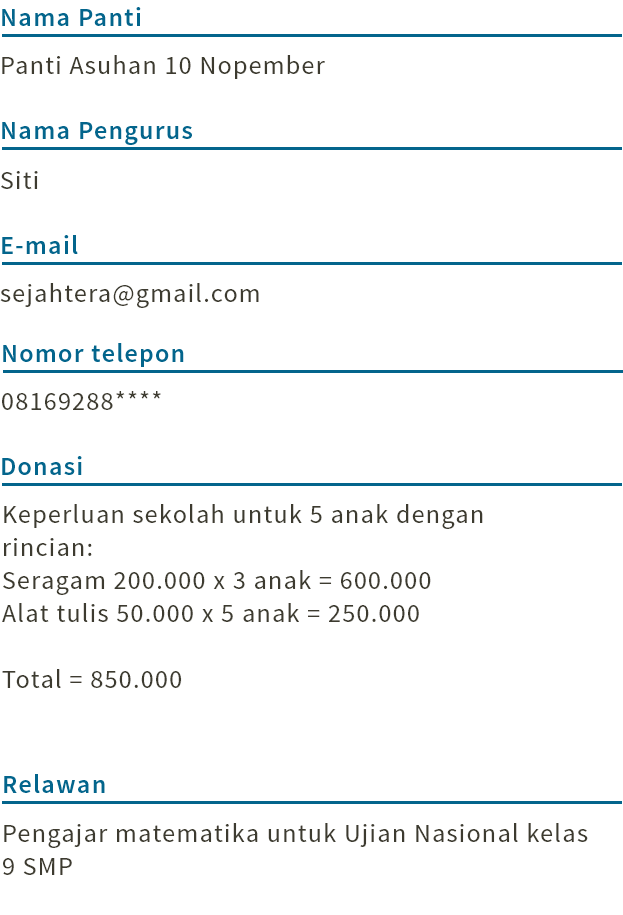 Nama Panti
Panti Asuhan 10 Nopember
Nama Pengurus
Siti
E-mail
sejahtera@gmail.com
Nomor telepon
08169288****
Donasi
Keperluan sekolah untuk 5 anak dengan
rincian:
Seragam 200.000 x 3 anak = 600.000
Alat tulis 50.000 x 5 anak = 250.000
Total = 850.000
Relawan
Pengajar matematika untuk Ujian Nasional kelas
9 SMP